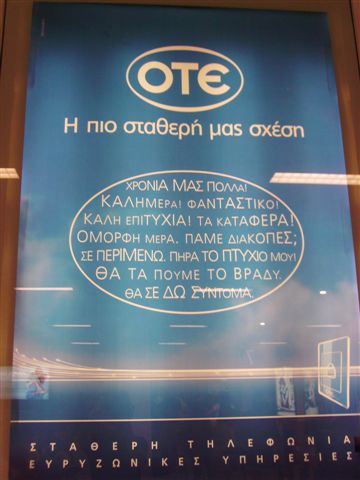 OTE
Η πιο σταθερή μας σχέση
ΧΡΟΝΙΑ ΜΑΣ ΠΟΛΛΑ!
ΚΑΛΗΜΕΡΑ! ΦΑΝΤΑΣΤΙΚΟ!
ΚΑΛΗ ΕΠΙΤΥΧΙΑ! ΤΑ ΚΑΤΑΦΕΡΑ!
ΟΜΟΡΦΗ ΜΕΡΑ. ΠΑΜΕ ΔΙΑΚΟΠΕΣ;
ΣΕ ΠΕΡΙΜΕΝΩ. ΠΗΡΑ ΤΟ ΠΤΥΧΙΟ ΜΟΥ!
ΘΑ ΤΑ ΠΟΥΜΕ ΤΟ ΒΡΑΔΥ.
ΘΑ ΣΕ ΔΩ ΣΥΝΤΟΜΑ.
ΣΤΑΘΕΡΗ ΤΗΛΕΦΩΝΙΑ
ΕΥΡΥΖΩΝΙΚΕΣ ΥΠΗΡΕΣΙΕΣ